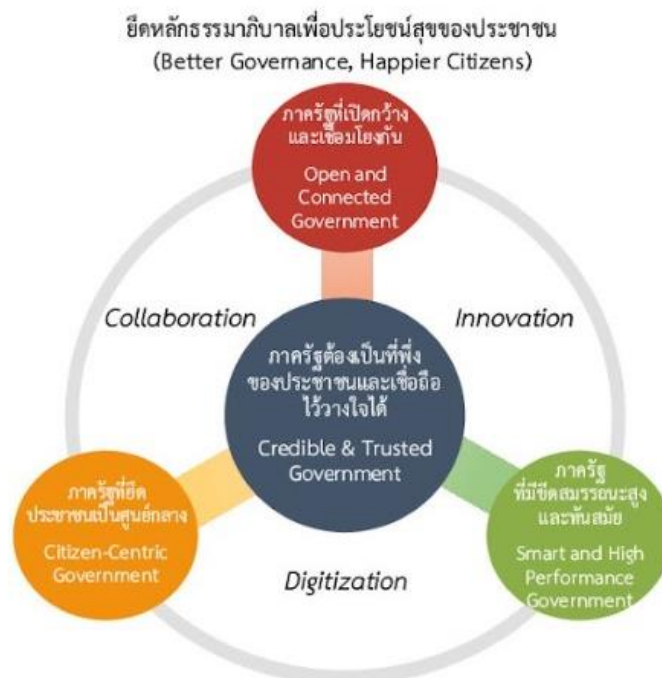 ยึดหลักธรรมาภิบาลเพื่อประโยชน์สุขของประชาชน
(Better Governance, Happier Citizens)
ภาครัฐที่เปิดกว้าง
และเชื่อมโยงกัน
Open and
Connected
Government
Collaboration
Innovation
ภาครัฐต้องเป็นที่พึ่ง
ของประชาชนและเชื่อถือ
ไว้วางใจได้
Credible & Trusted
Government
ภาครัฐที่ยึด
ประชาชนเป็นศูนย์กลาง
Citizen-Centric
Government
ภาครัฐ
ที่มีขีดสมรรถนะสูง
และทันสมัย
Smart and High
Performance
Government
Digitization